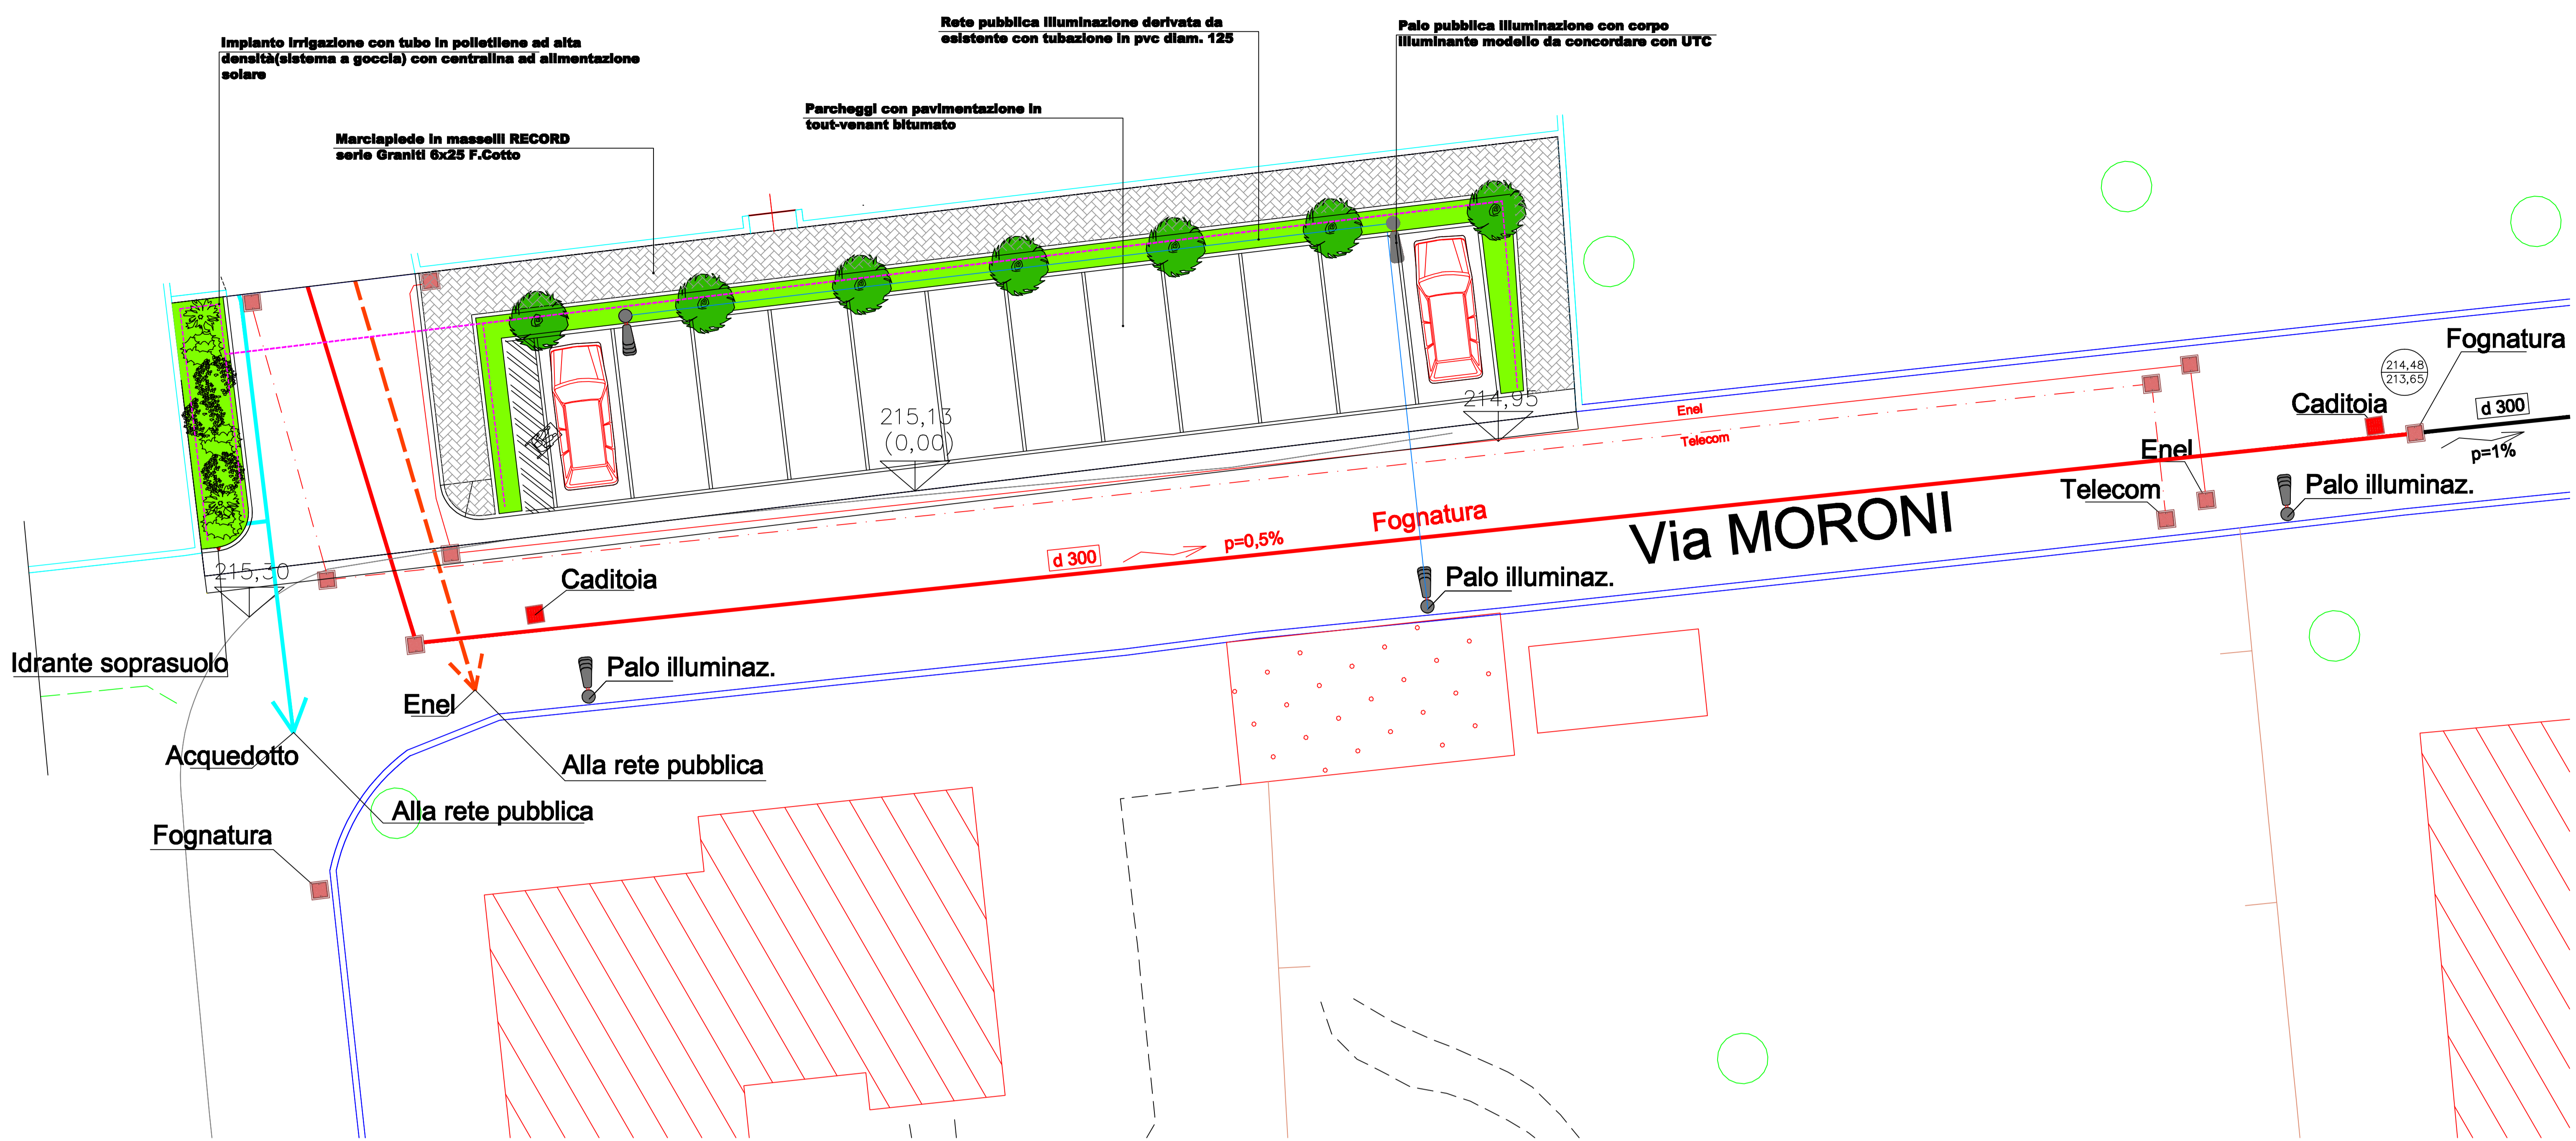 Rete pubblica illuminazione derivata da
esistente con tubazione in pvc diam. 125
Palo pubblica illuminazione con corpo
illuminante modello da concordare con UTC
Impianto irrigazione con tubo in polietilene ad alta
densità(sistema a goccia) con centralina ad alimentazione
solare
Parcheggi con pavimentazione in
tout-venant bitumato
Marciapiede in masselli RECORD
serie Graniti 6x25 F.Cotto
Fognatura
214,48
213,65
Caditoia
d 300
p=1%
214,95
Enel
Telecom
215,13
(0,00)
Enel
Telecom
Palo illuminaz.
Fognatura
Via MORONI
p=0,5%
d 300
215,30
Caditoia
Palo illuminaz.
Idrante soprasuolo
Palo illuminaz.
Enel
Acquedotto
Alla rete pubblica
Alla rete pubblica
Fognatura